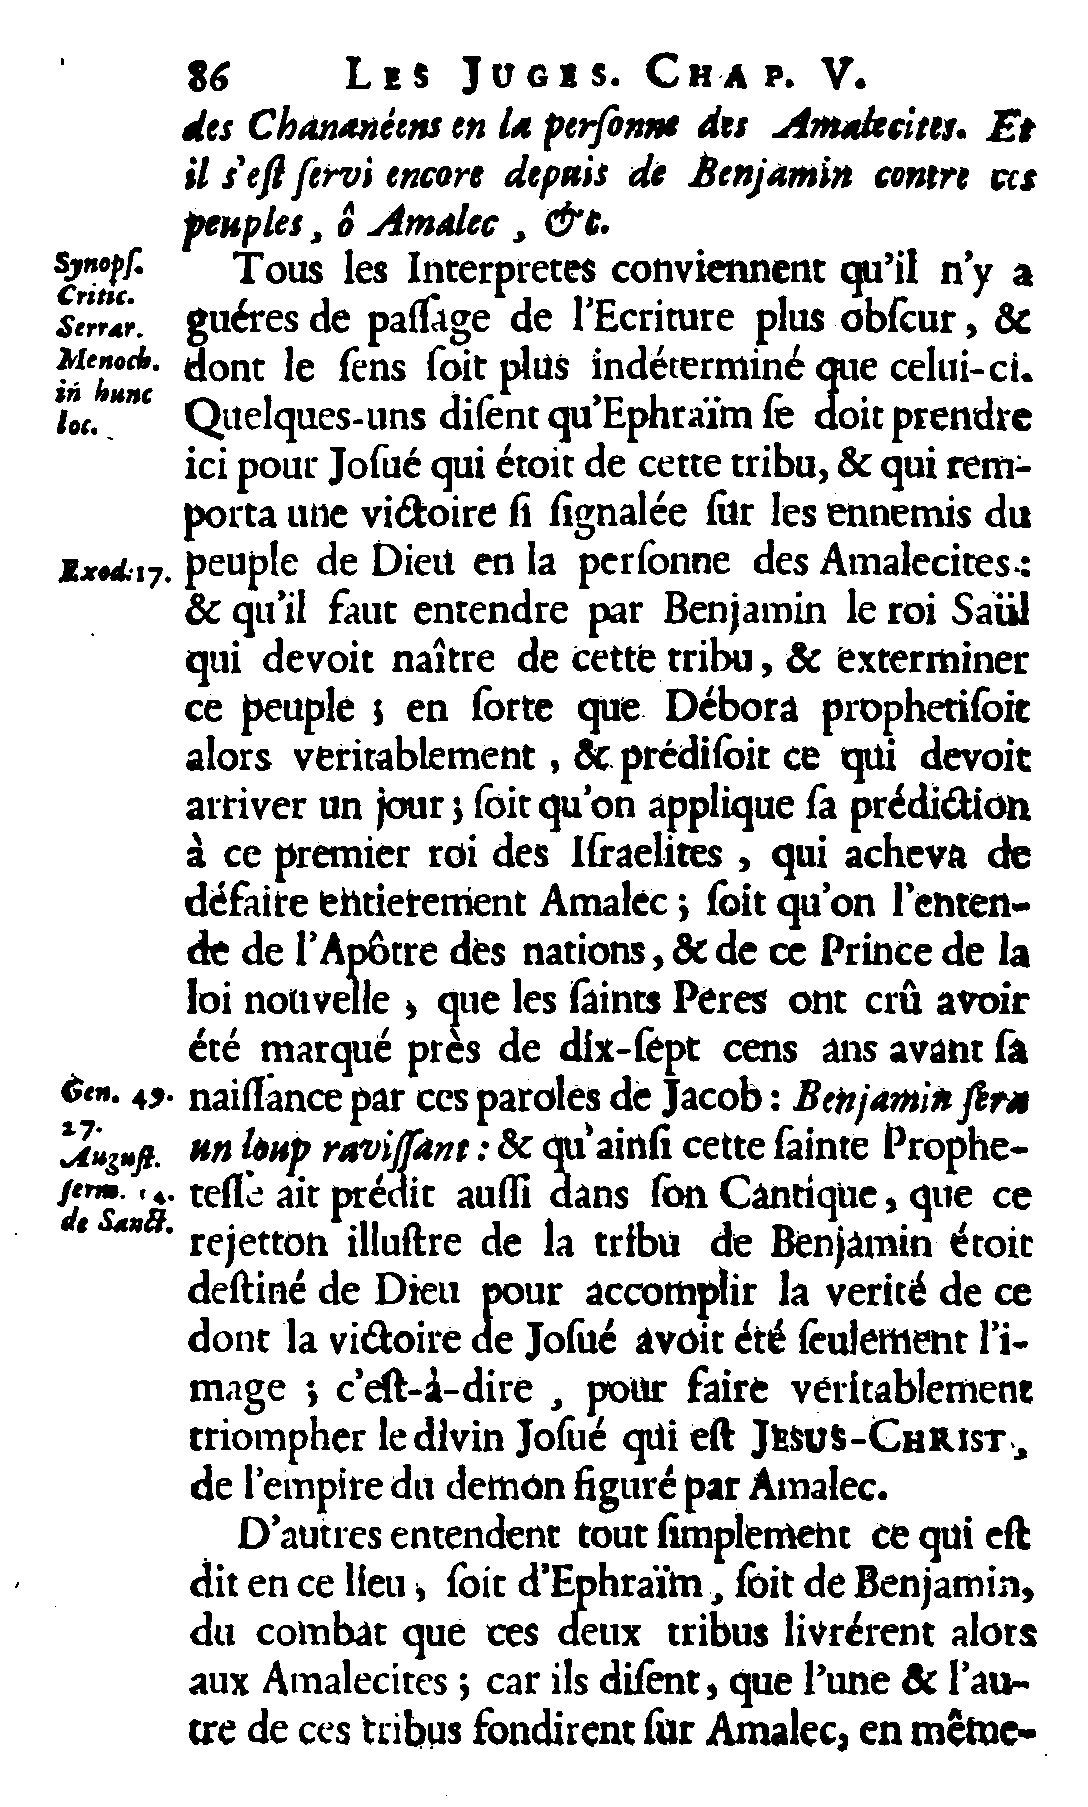 86 LES JUGES. CHAP. V.
des Chananéens en la perſonne des Amalecites. Et
il s'eſt ſervi encore depuis de Benjamin contre ces
peuples, ô Amalec, &c.
Synopſ.
Critic.
Serrar.
Menoch.
in hunc
loc.
Tous les Interpretes conviennent qu'il n'y a
guéres de paſſage de l'Ecriture plus obſcur, &
dont le ſens ſoit plus indéterminé que celui-ci.
Quelques-uns diſent qu'Ephraïm ſe doit prendre
ici pour Joſué qui étoit de cette tribu, & qui rem-
porta une victoire ſi ſignalée ſur les ennemis du
Exod. 17.
peuple de Dieu en la perſonne des Amalecites:
& qu'il faut entendre par Benjamin le roi Saül
qui devoit naître de cette tribu, & exterminer
ce peuple; en ſorte que Débora prophetiſoit
alors veritablement, & prédiſoit ce qui devoit
arriver un jour; ſoit qu'on applique ſa prédiction
à ce premier roi des Iſraelites, qui acheva de
défaire entierement Amalec; ſoit qu'on l'enten-
de de l'Apôtre des nations, & de ce Prince de la
loi nouvelle, que les ſaints Peres ont crû avoir
été marqué près de dix-ſept cens ans avant ſa
Gen. 49.
27.
Auguſt.
ſerm. 14.
de Sanct.
naiſſance par ces paroles de Jacob: Benjamin ſera
un loup raviſſant: & qu'ainſi cette ſainte Prophe-
teſſe ait prédit auſſi dans ſon Cantique, que ce
rejetton illuſtre de la tribu de Benjamin étoit
deſtiné de Dieu pour accomplir la verité de ce
dont la victoire de Joſué avoit été ſeulement l'i-
mage; c'eſt-à-dire, pour faire veritablement
triompher le divin Joſué qui eſt JESUS-CHRIST,
de l'empire du demon figuré par Amalec.
D'autres entendent tout ſimplement ce qui eſt
dit en ce lieu, ſoit d'Ephraïm, ſoit de Benjamin,
du combat que ces deux tribus livrérent alors
aux Amalecites; car ils diſent, que l'une & l'au-
tre de ces tribus fondirent ſur Amalec, en même-